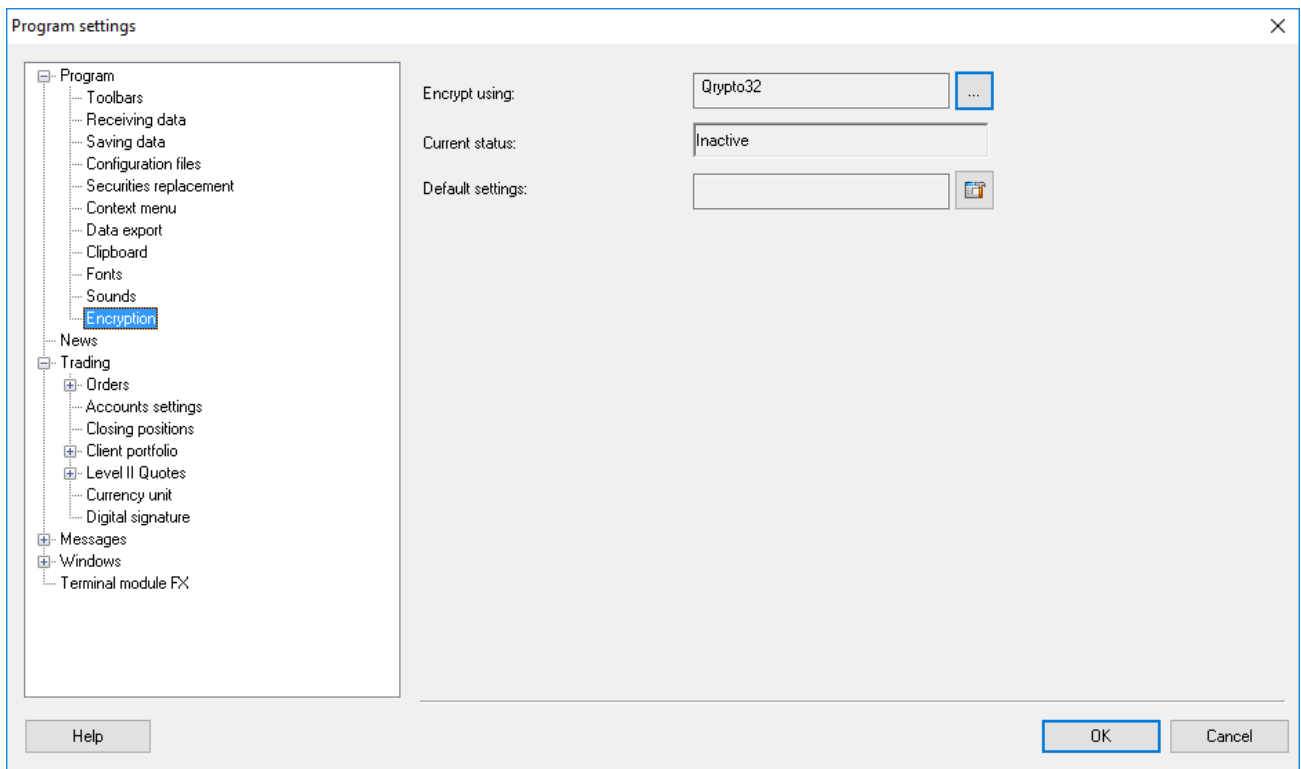 Program settings
Program
Toolbars
Receiving data
Saving data
Configuration files
Securities replacement
Context menu
Data export
Clipboard
Fonts
Sounds
Encryption
News
Trading
Orders
Accounts settings
Closing positions
Client portfolio
Level II Quotes
Currency unit
Digital signature
Messages
Windows
Terminal module FX
Encrypt using:
Qrypto32
...
Current status:
Inactive
Default settings:
Help
OK
Cancel